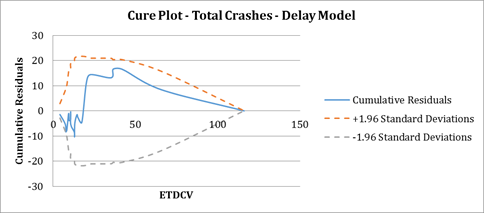 Cure Plot - Total Crashes - Delay Model
Cumulative Residuals
30
20
10
0
-10
-20
-30
0
50
100
150
ETDCV
Cumulative Residuals
+1.96 Standard Deviations
-1.96 Standard Deviations